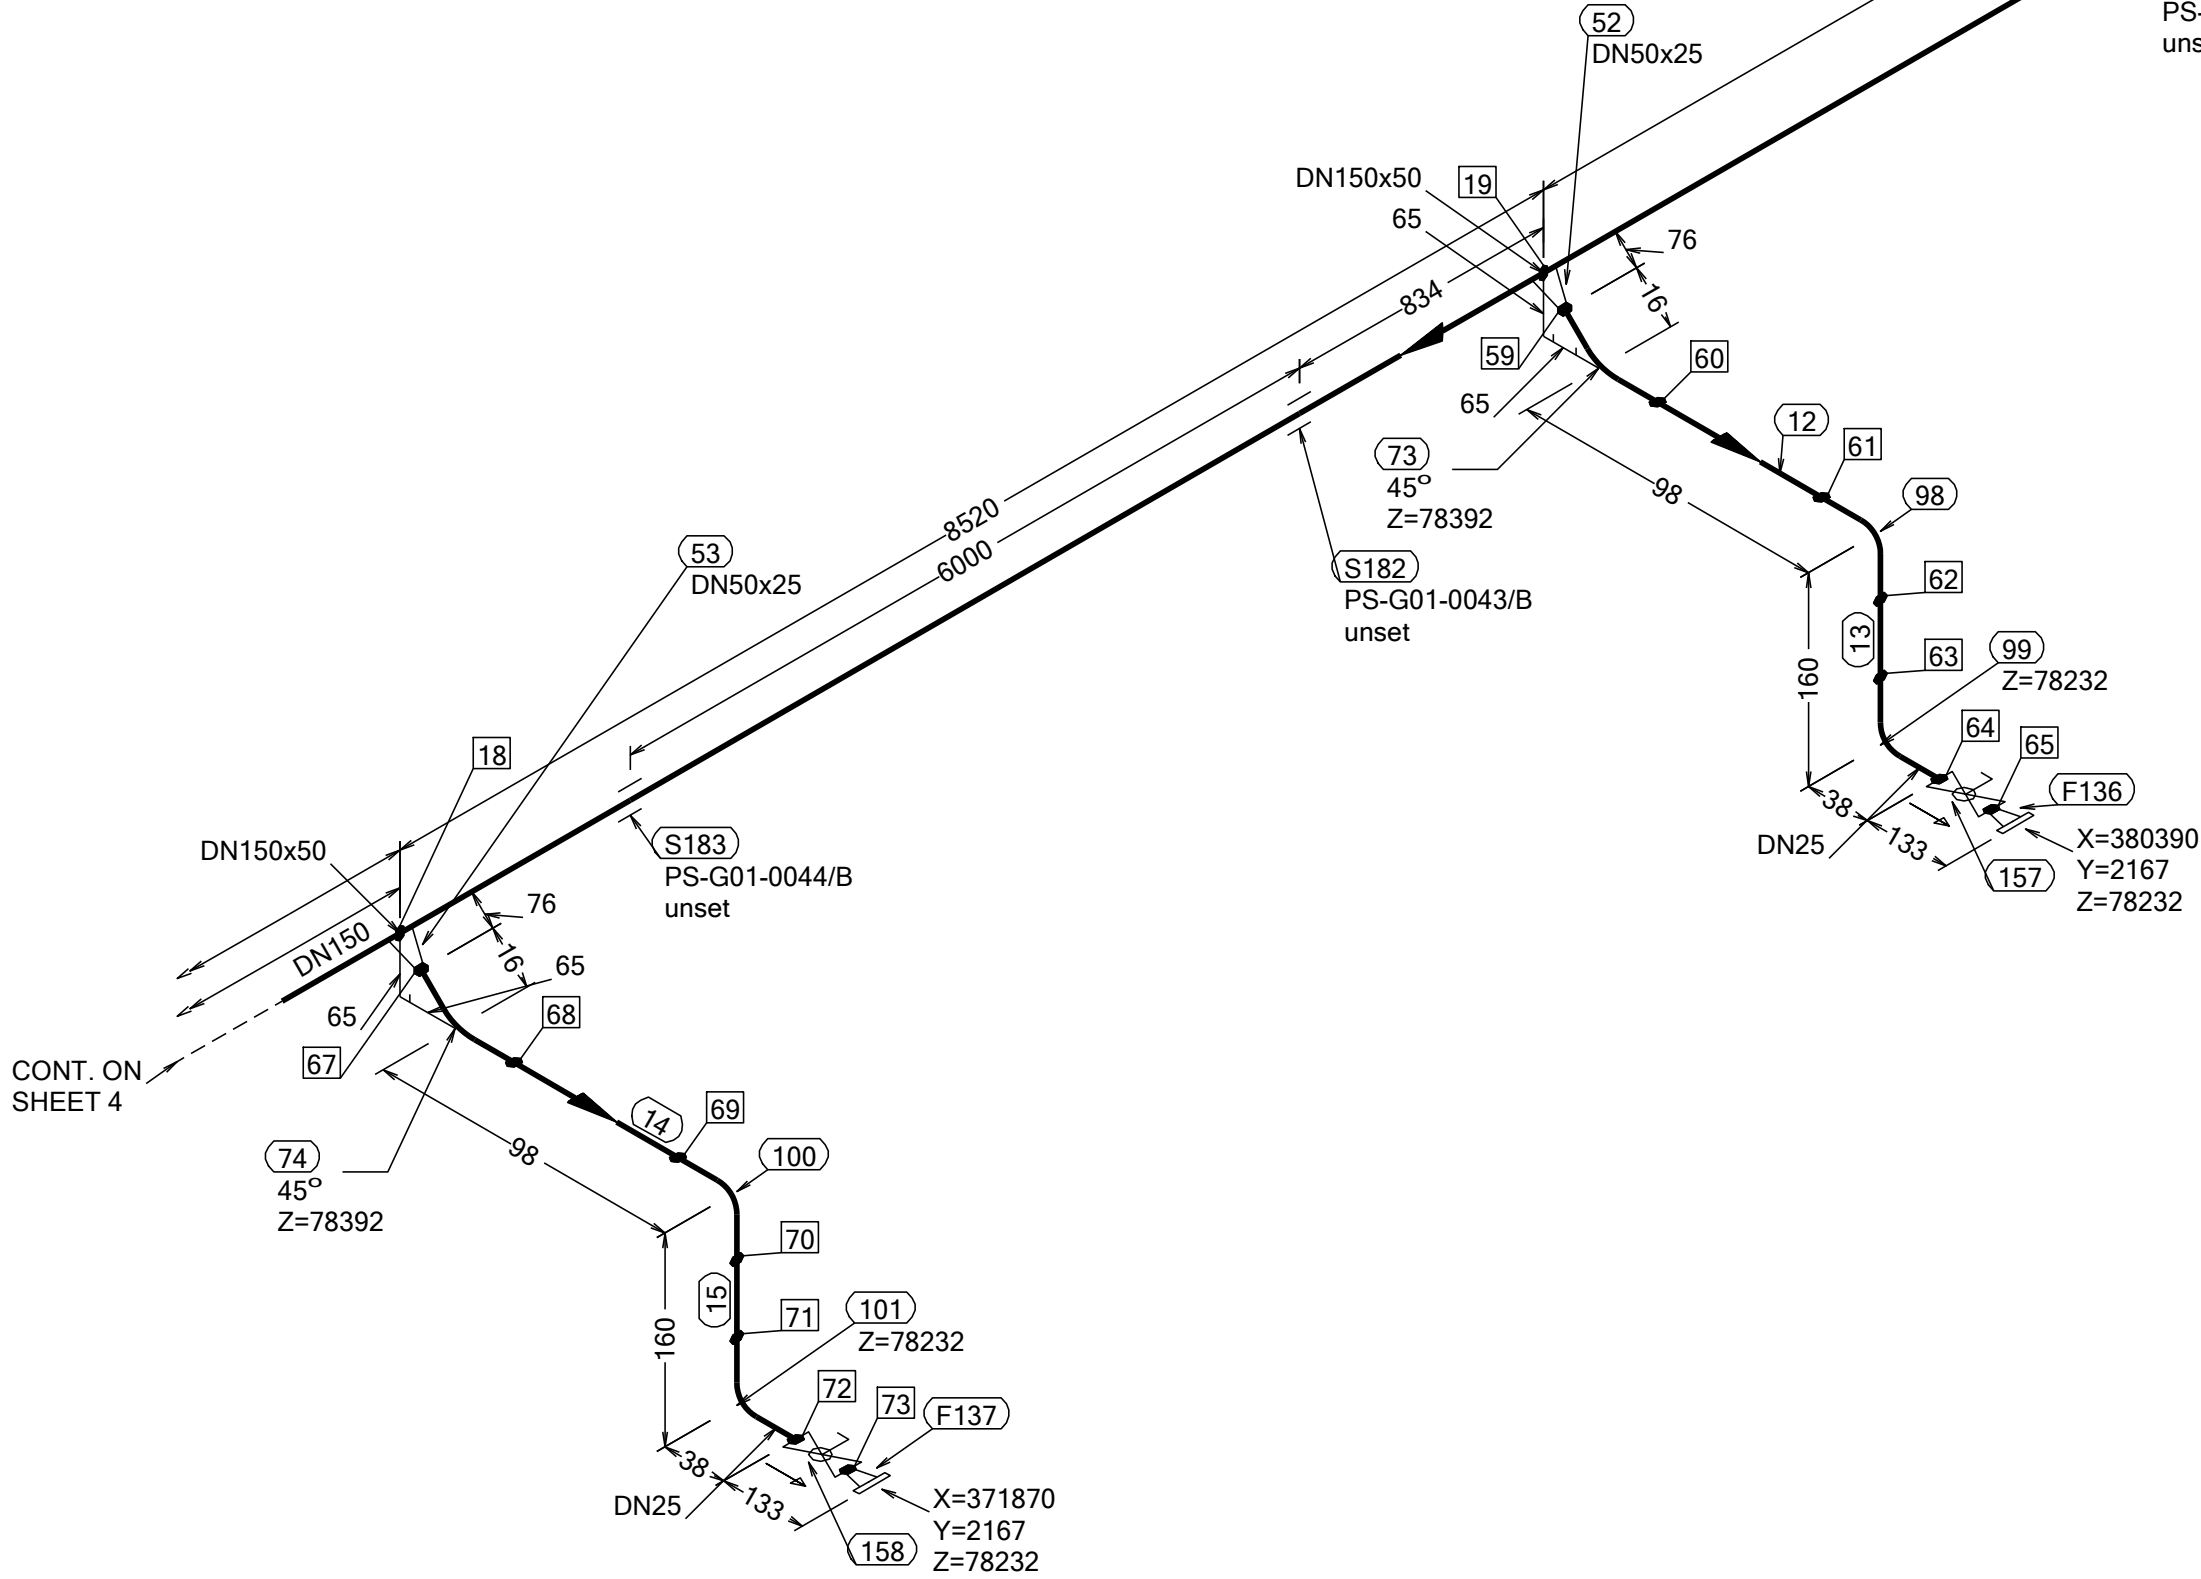 PS-
uns
52
DN50x25
DN150x50
19
65
76
16
834
59
60
65
12
61
73
45°
Z=78392
98
98
8520
6000
53
DN50x25
S182
PS-G01-0043/B
unset
62
13
63
99
Z=78232
160
64
65
F136
38
133
DN25
157
X=380390
Y=2167
Z=78232
18
DN150x50
S183
PS-G01-0044/B
unset
76
16
DN150
65
65
68
67
CONT. ON
SHEET 4
14
69
74
45°
Z=78392
98
100
70
15
71
101
Z=78232
160
72
73
F137
38
133
DN25
158
X=371870
Y=2167
Z=78232